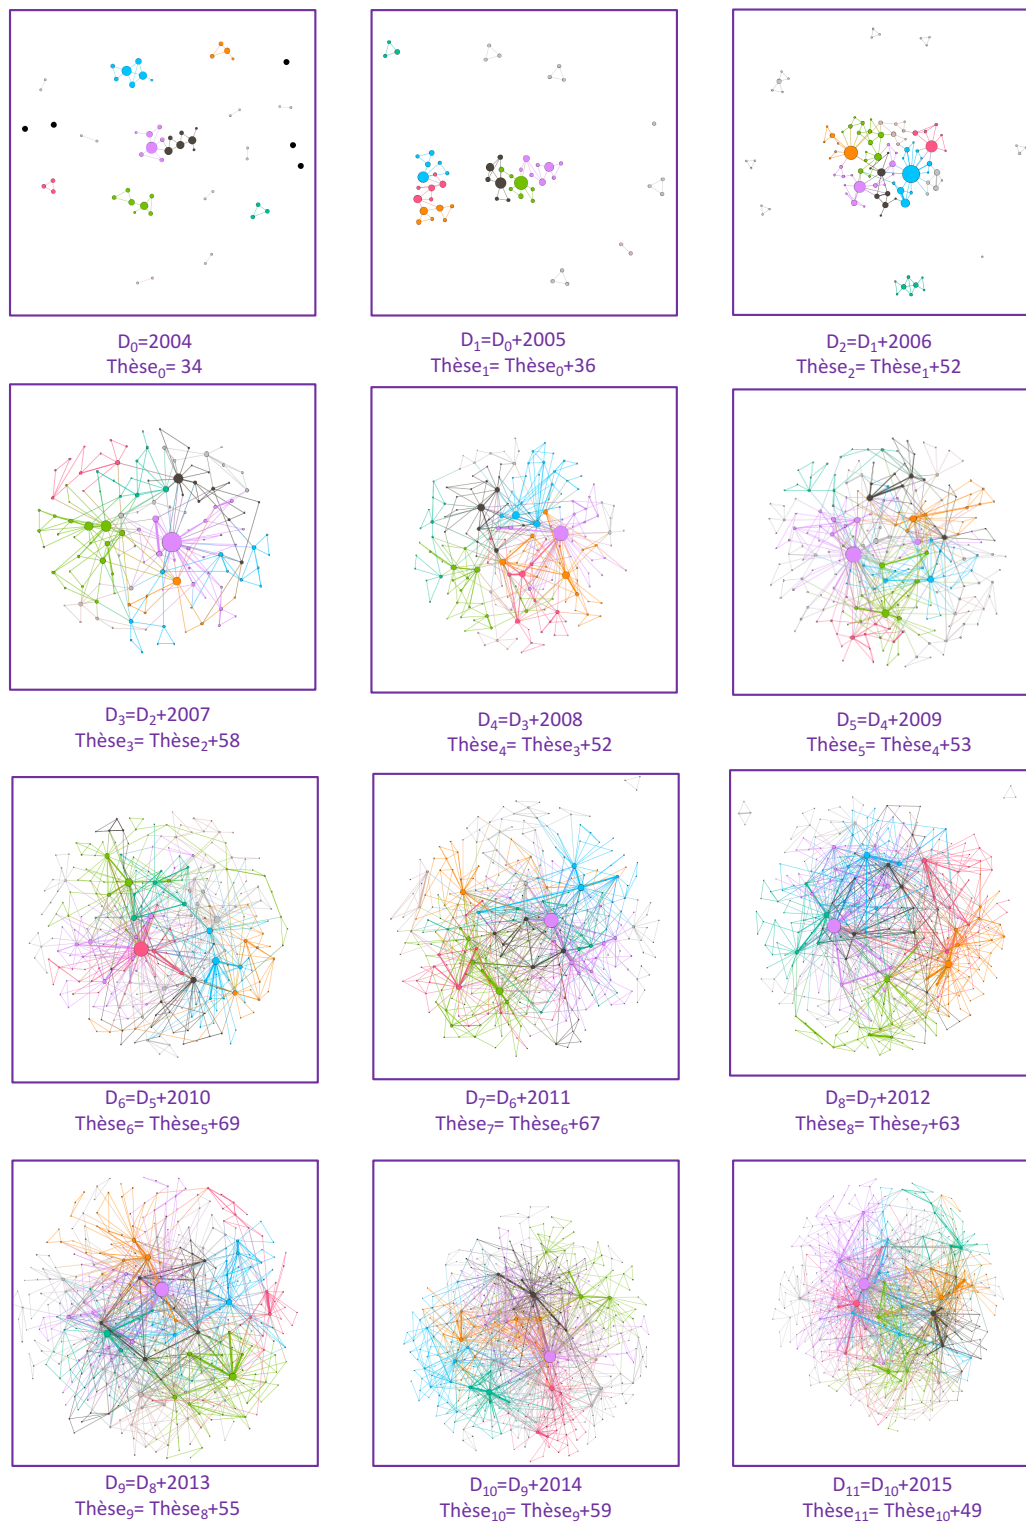 D₀=2004
Thèse₀= 34
D₁=D₀+2005
Thèse₁= Thèse₀+36
D₂=D₁+2006
Thèse₂= Thèse₁+52
D₃=D₂+2007
Thèse₃= Thèse₂+58
D₄=D₃+2008
Thèse₄= Thèse₃+52
D₅=D₄+2009
Thèse₅= Thèse₄+53
D₆=D₅+2010
Thèse₆= Thèse₅+69
D₇=D₆+2011
Thèse₇= Thèse₆+67
D₈=D₇+2012
Thèse₈= Thèse₇+63
D₉=D₈+2013
Thèse₉= Thèse₈+55
D₁₀=D₉+2014
Thèse₁₀= Thèse₉+59
D₁₁=D₁₀+2015
Thèse₁₁= Thèse₁₀+49